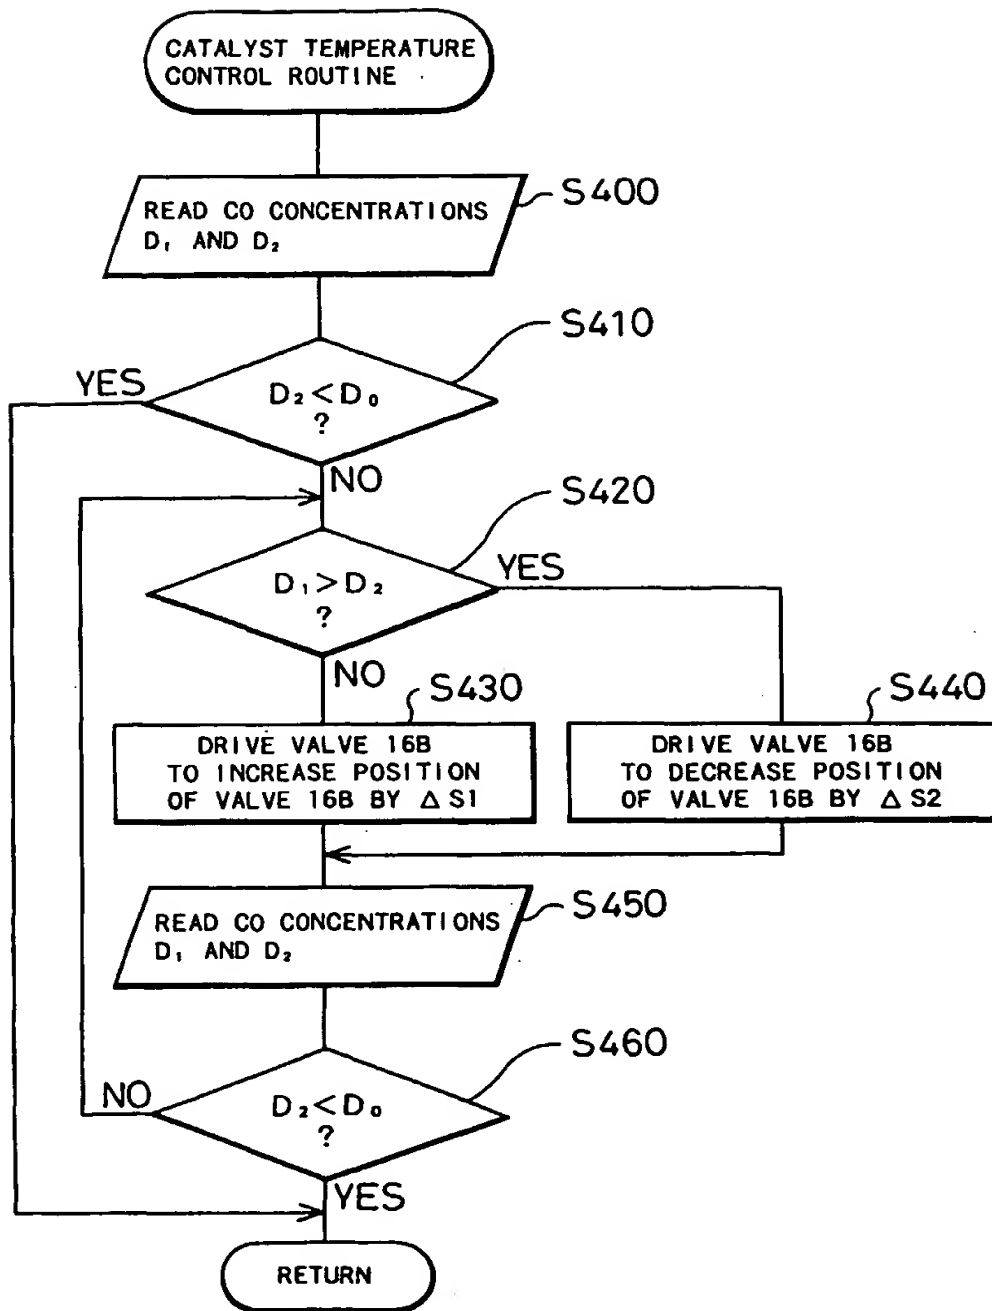 CATALYST TEMPERATURE
CONTROL ROUTINE
READ CO CONCENTRATIONS
D₁ AND D₂
S400
S410
YES
D₂<D₀
?
NO
S420
D₁>D₂
?
YES
NO
S430
DRIVE VALVE 16B
TO INCREASE POSITION
OF VALVE 16B BY Δ S1
S440
DRIVE VALVE 16B
TO DECREASE POSITION
OF VALVE 16B BY Δ S2
READ CO CONCENTRATIONS
D₁ AND D₂
S450
S460
NO
D₂<D₀
?
YES
RETURN